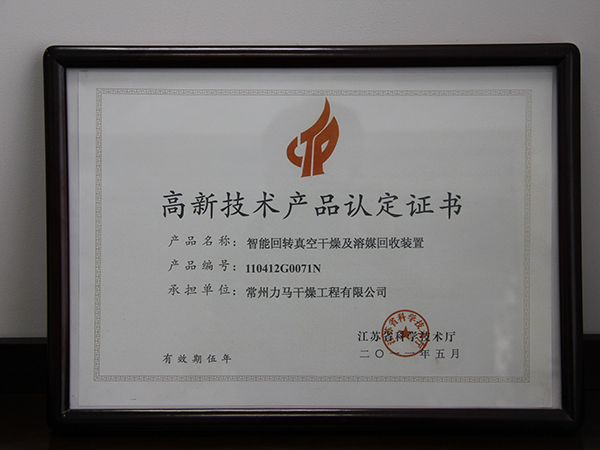 高新技术产品认定证书
产品名称：智能回转真空干燥及溶媒回收装置
产品编号：110412G0071N
承担单位：常州力马干燥工程有限公司
江苏省科学技术厅
有效期伍年
二〇一一年五月